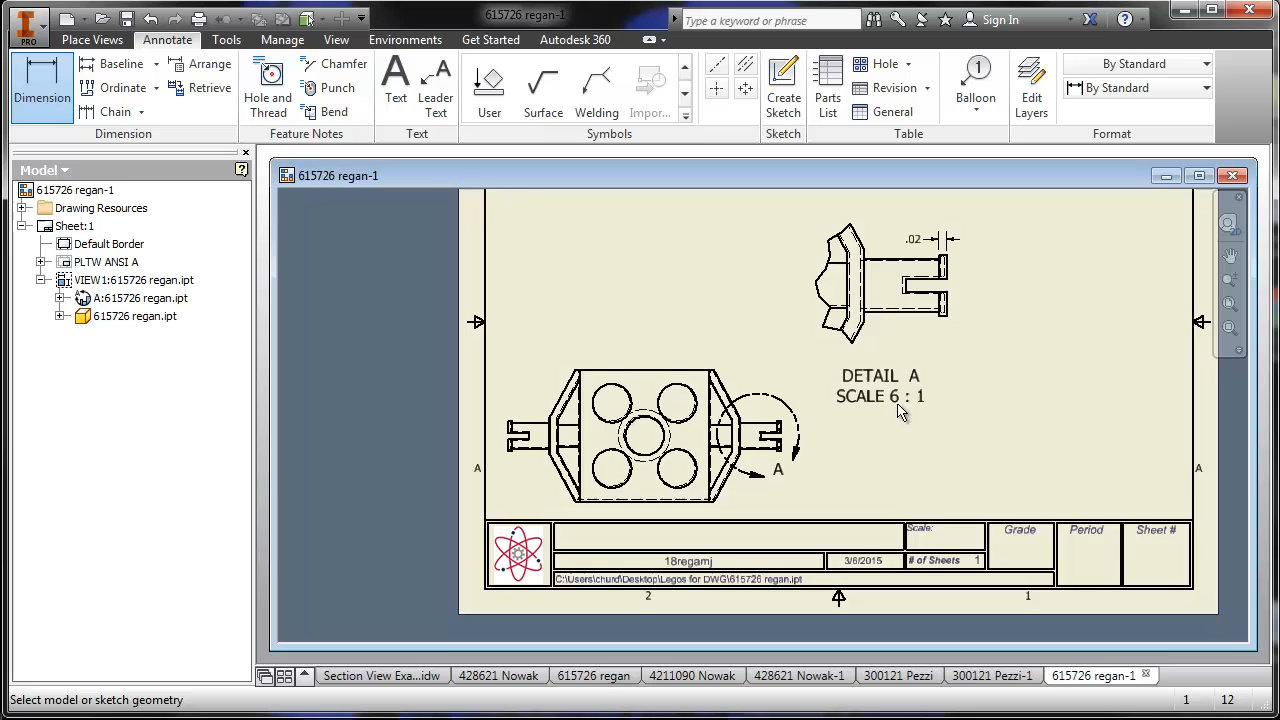 615726 regan-1
Type a keyword or phrase
Sign In
PRO
Place Views
Annotate
Tools
Manage
View
Environments
Get Started
Autodesk 360
Dimension
Baseline
Ordinate
Chain
Arrange
Retrieve
Dimension
Hole and
Thread
Chamfer
Punch
Bend
Feature Notes
A
Text
A
Leader
Text
Text
User
Surface
Welding
Impor...
Symbols
Create
Sketch
Sketch
Parts
List
Hole
Revision
General
Table
1
Balloon
Edit
Layers
By Standard
By Standard
Format
Model
615726 regan-1
Drawing Resources
Sheet:1
Default Border
PLTW ANSI A
VIEW1:615726 regan.ipt
A:615726 regan.ipt
615726 regan.ipt
615726 regan-1
2D
.02
DETAIL A
SCALE 6 : 1
A
A
A
Scale:
Grade
Period
Sheet #
18regamj
3/6/2015
# of Sheets 1
C:\Users\churd\Desktop\Legos for DWG\615726 regan.ipt
2
1
Section View Exa...idw
428621 Nowak
615726 regan
4211090 Nowak
428621 Nowak-1
300121 Pezzi
300121 Pezzi-1
615726 regan-1
Select model or sketch geometry
1
12